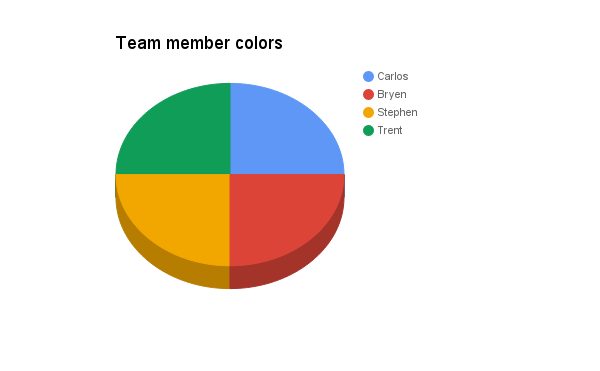 Team member colors
Carlos
Bryen
Stephen
Trent